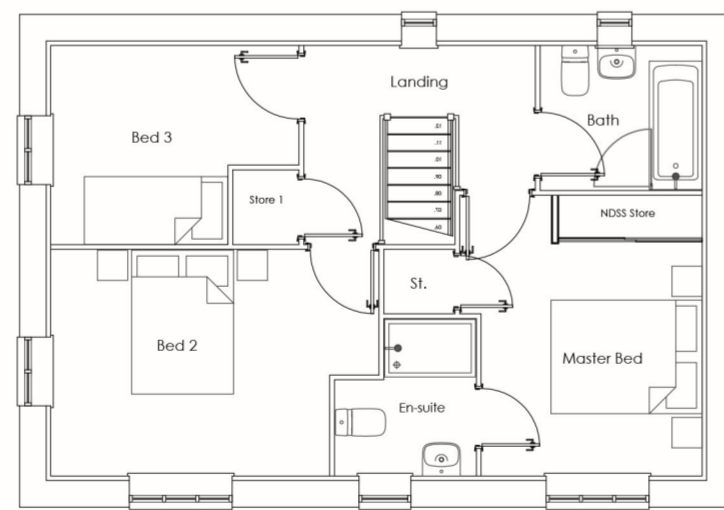 Landing
Bed 3
Bath
Store 1
NDSS Store
St.
Bed 2
Master Bed
En-suite